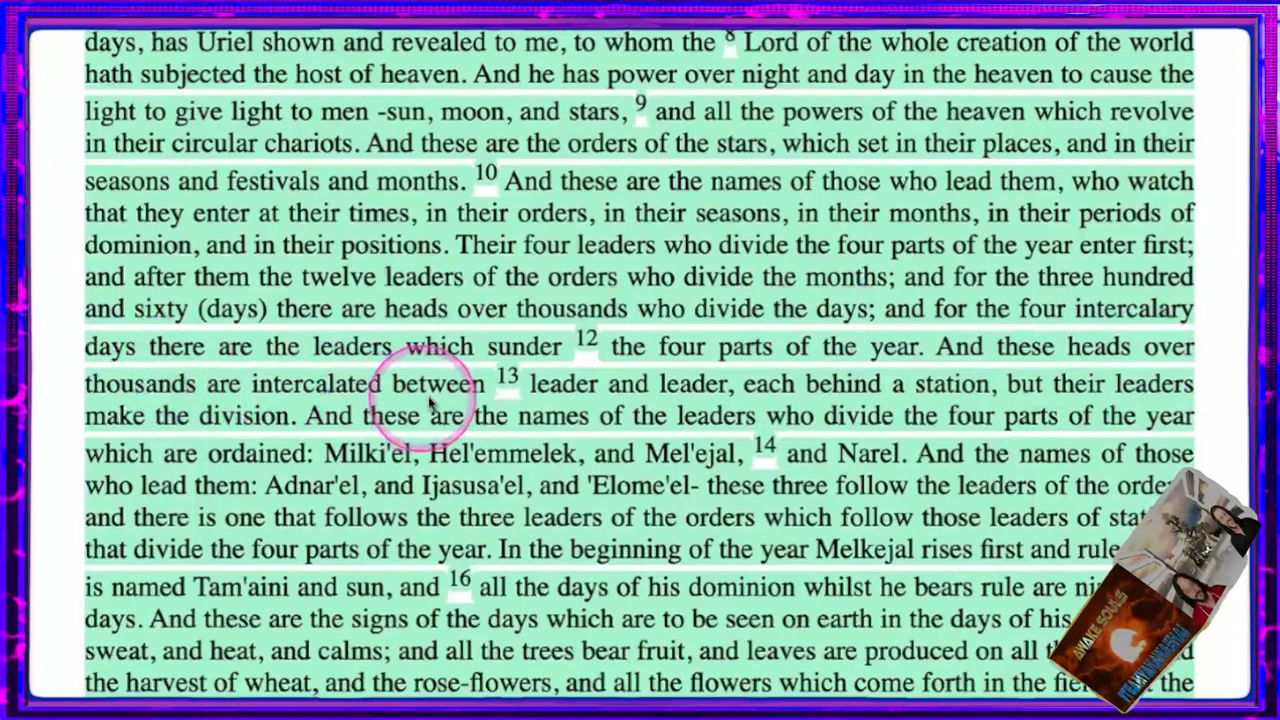 days, has Uriel shown and revealed to me, to whom the 8 Lord of the whole creation of the world
hath subjected the host of heaven. And he has power over night and day in the heaven to cause the
light to give light to men -sun, moon, and stars, 9 and all the powers of the heaven which revolve
in their circular chariots. And these are the orders of the stars, which set in their places, and in their
seasons and festivals and months. 10 And these are the names of those who lead them, who watch
that they enter at their times, in their orders, in their seasons, in their months, in their periods of
dominion, and in their positions. Their four leaders who divide the four parts of the year enter first;
and after them the twelve leaders of the orders who divide the months; and for the three hundred
and sixty (days) there are heads over thousands who divide the days; and for the four intercalary
days there are the leaders which sunder 12 the four parts of the year. And these heads over
thousands are intercalated between 13 leader and leader, each behind a station, but their leaders
make the division. And these are the names of the leaders who divide the four parts of the year
which are ordained: Milki'el, Hel'emmelek, and Mel'ejal, 14 and Narel. And the names of those
who lead them: Adnar'el, and Ijasusa'el, and 'Elome'el- these three follow the leaders of the
and there is one that follows the three leaders of the orders which follow those leaders of
that divide the four parts of the year. In the beginning of the year Melkejal rises first and
is named Tam'aini and sun, and 16 all the days of his dominion whilst he bears rule are
days. And these are the signs of the days which are to be seen on earth in the days of his
sweat, and heat, and calms; and all the trees bear fruit, and leaves are produced on all
the harvest of wheat, and the rose-flowers, and all the flowers which come forth in the the
AWAKE SOULS